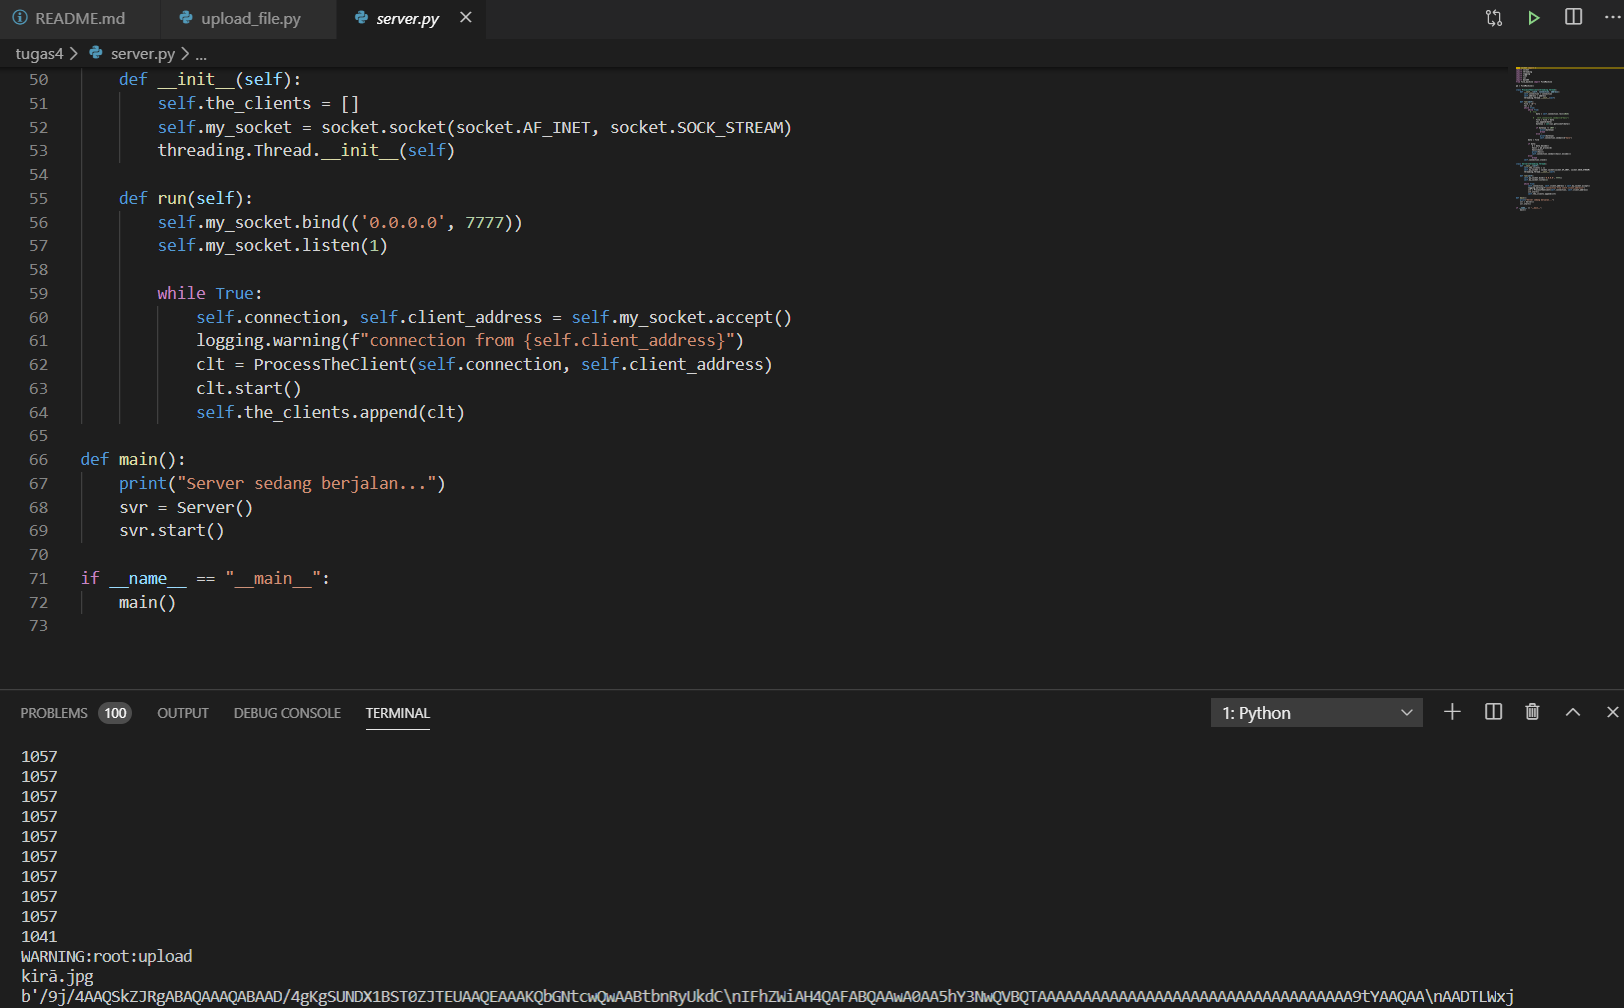 README.md upload_file.py server.py
tugas4 > server.py > ...
50 def __init__(self):
51 self.the_clients = []
52 self.my_socket = socket.socket(socket.AF_INET, socket.SOCK_STREAM)
53 threading.Thread.__init__(self)
54
55 def run(self):
56 self.my_socket.bind(('0.0.0.0', 7777))
57 self.my_socket.listen(1)
58
59 while True:
60 self.connection, self.client_address = self.my_socket.accept()
61 logging.warning(f"connection from {self.client_address}")
62 clt = ProcessTheClient(self.connection, self.client_address)
63 clt.start()
64 self.the_clients.append(clt)
65
66 def main():
67 print("Server sedang berjalan...")
68 svr = Server()
69 svr.start()
70
71 if __name__ == "__main__":
72 main()
73
PROBLEMS 100 OUTPUT DEBUG CONSOLE TERMINAL 1: Python
1057
1057
1057
1057
1057
1057
1057
1057
1057
1041
WARNING:root:upload
kirā.jpg